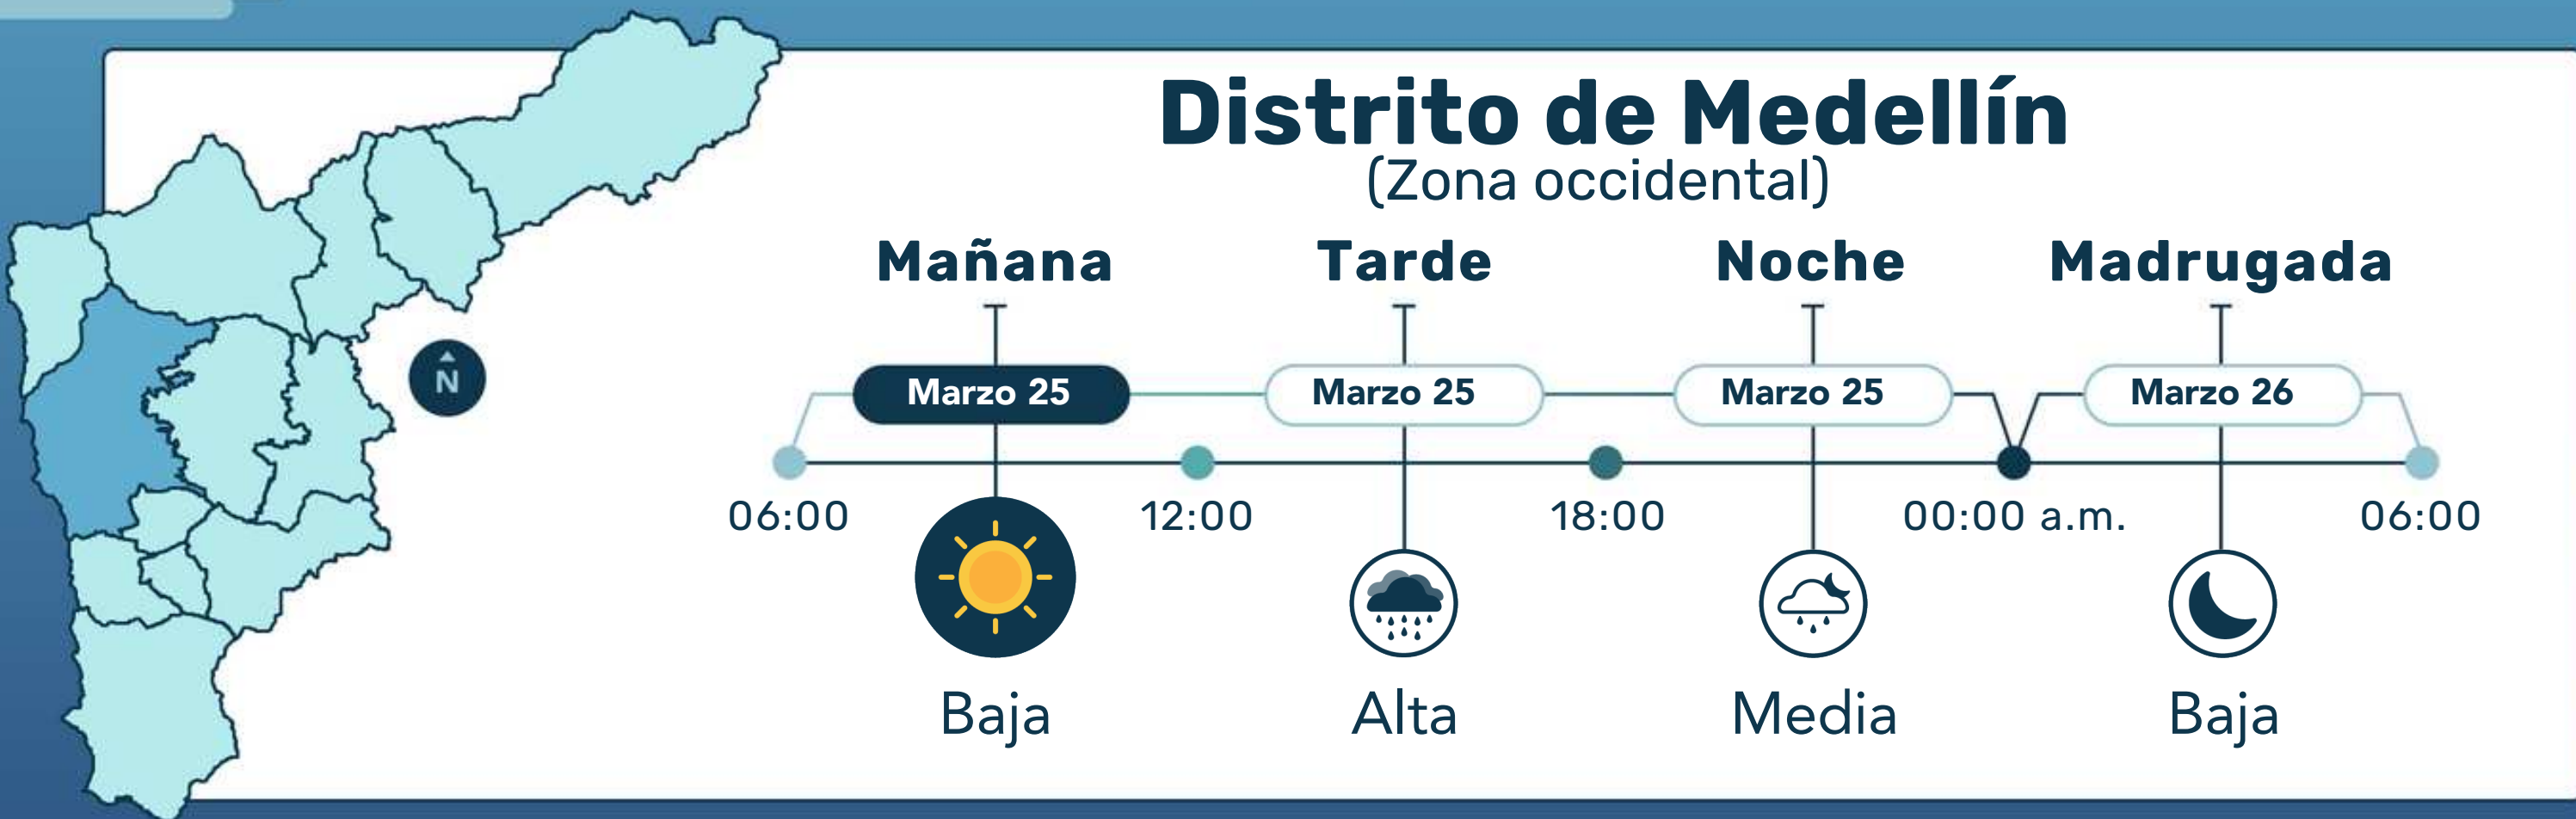 Distrito de Medellín
(Zona occidental)
Mañana Tarde Noche Madrugada
N
Marzo 25 Marzo 25 Marzo 25 Marzo 26
06:00 12:00 18:00 00:00 a.m. 06:00
Baja Alta Media Baja